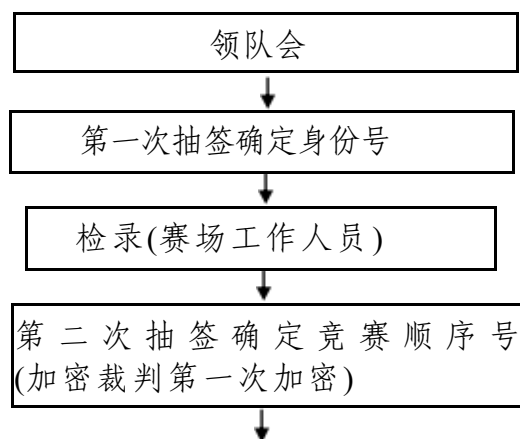 领队会
第一次抽签确定身份号
检录(赛场工作人员)
第二次抽签确定竞赛顺序号
(加密裁判第一次加密)